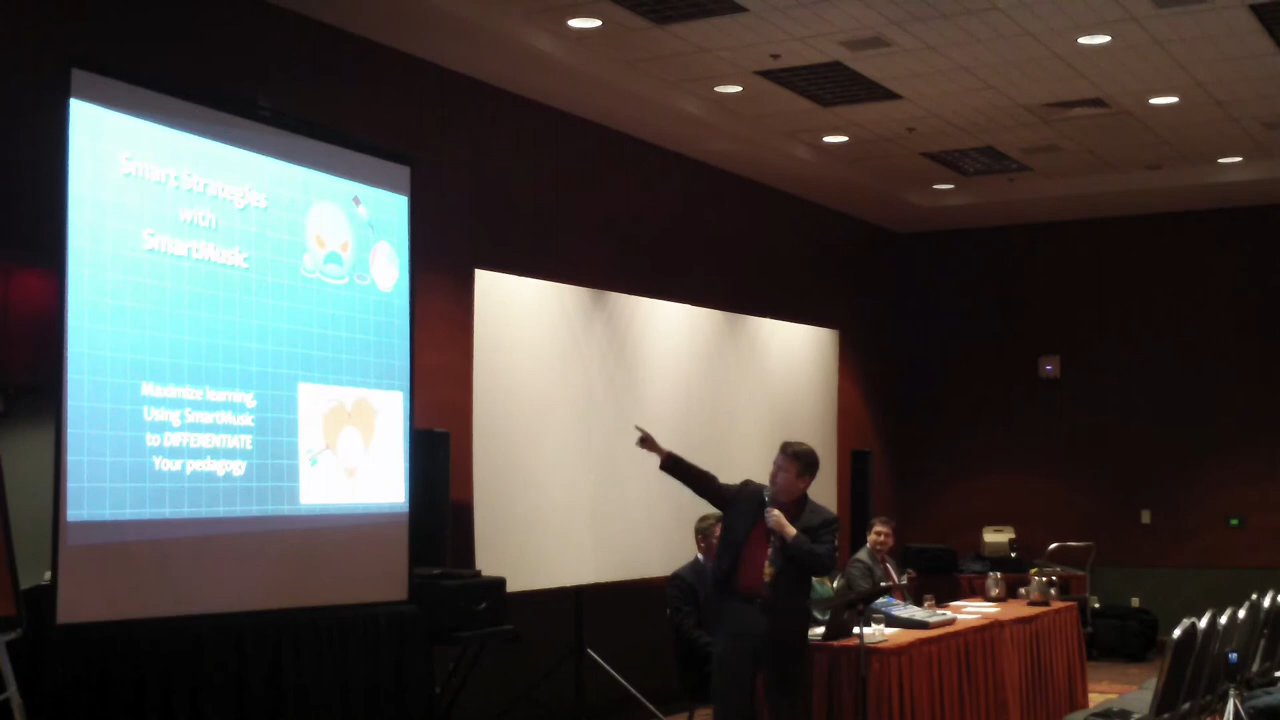 Smart Strategies
with
SmartMusic
Maximize learning,
Using SmartMusic
to DIFFERENTIATE
Your pedagogy